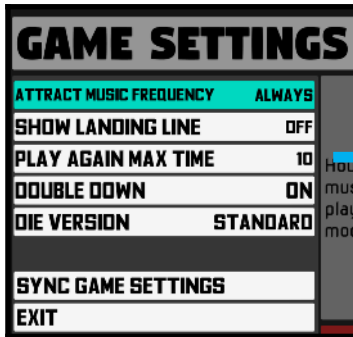 GAME SETTINGS
ATTRACT MUSIC FREQUENCY ALWAYS
SHOW LANDING LINE OFF
PLAY AGAIN MAX TIME 10
DOUBLE DOWN ON
DIE VERSION STANDARD
SYNC GAME SETTINGS
EXIT